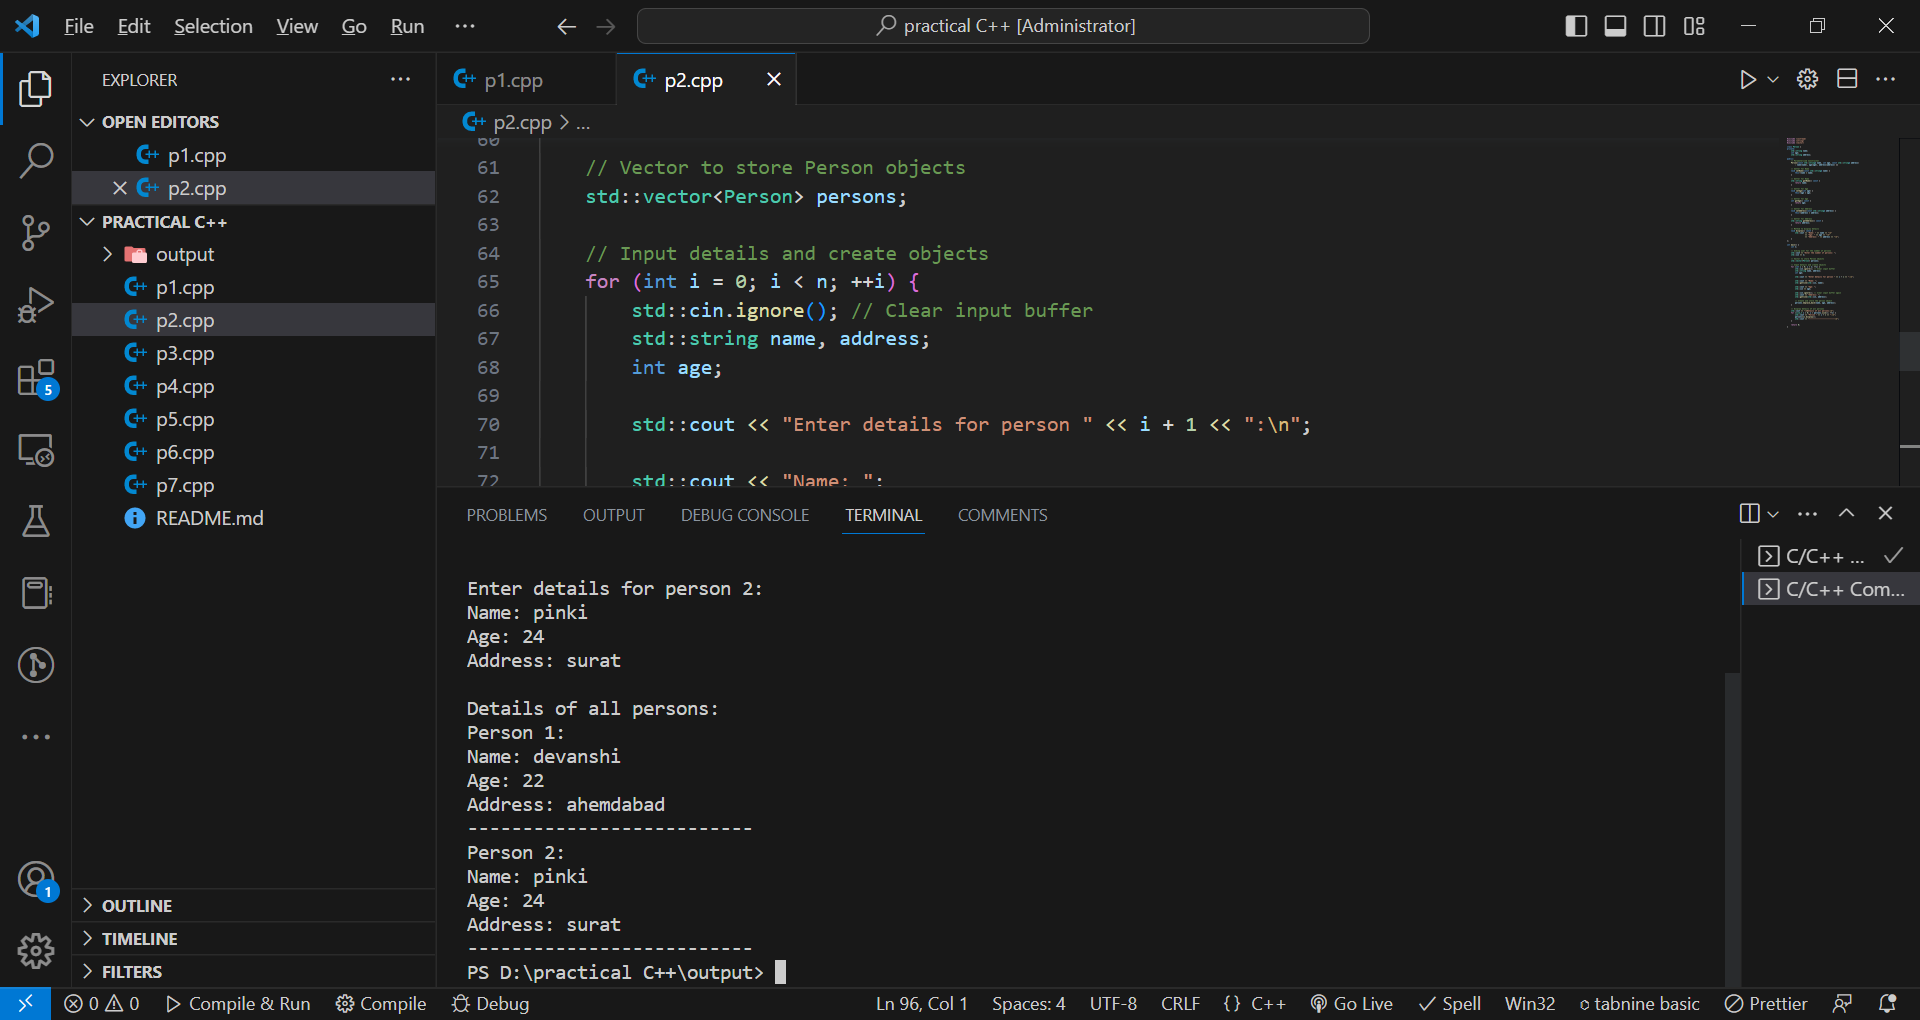 File Edit Selection View Go Run ··· practical C++ [Administrator]
EXPLORER
OPEN EDITORS
p1.cpp
p2.cpp
PRACTICAL C++
output
p1.cpp
p2.cpp
p3.cpp
p4.cpp
p5.cpp
p6.cpp
p7.cpp
README.md
OUTLINE
TIMELINE
FILTERS
5
1
p1.cpp p2.cpp
p2.cpp > ...
60
61 // Vector to store Person objects
62 std::vector<Person> persons;
63
64 // Input details and create objects
65 for (int i = 0; i < n; ++i) {
66 std::cin.ignore(); // Clear input buffer
67 std::string name, address;
68 int age;
69
70 std::cout << "Enter details for person " << i + 1 << ":\n";
71
72 std::cout << "Name: ";
PROBLEMS OUTPUT DEBUG CONSOLE TERMINAL COMMENTS
C/C++ ...
C/C++ Com...
Enter details for person 2:
Name: pinki
Age: 24
Address: surat
Details of all persons:
Person 1:
Name: devanshi
Age: 22
Address: ahemdabad
--------------------------
Person 2:
Name: pinki
Age: 24
Address: surat
--------------------------
PS D:\practical C++\output>
0 0 Compile & Run Compile Debug Ln 96, Col 1 Spaces: 4 UTF-8 CRLF {} C++ Go Live Spell Win32 tabnine basic Prettier